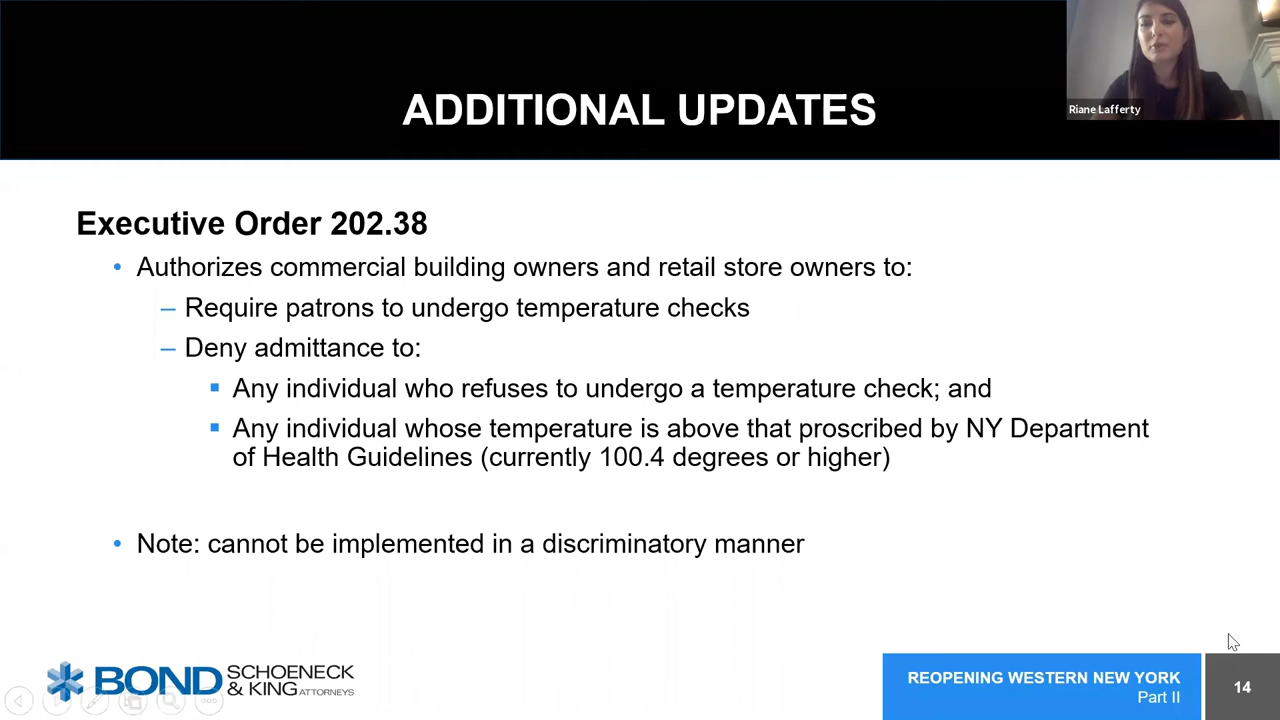 Riane Lafferty
ADDITIONAL UPDATES
Executive Order 202.38
• Authorizes commercial building owners and retail store owners to:
– Require patrons to undergo temperature checks
– Deny admittance to:
▪ Any individual who refuses to undergo a temperature check; and
▪ Any individual whose temperature is above that proscribed by NY Department
of Health Guidelines (currently 100.4 degrees or higher)
• Note: cannot be implemented in a discriminatory manner
BOND SCHOENECK
& KING ATTORNEYS
REOPENING WESTERN NEW YORK
Part II
14